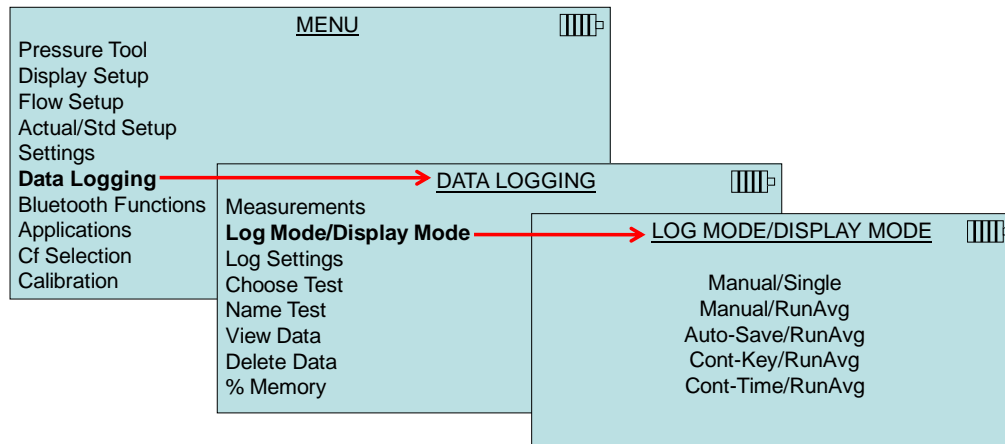 MENU
Pressure Tool
Display Setup
Flow Setup
Actual/Std Setup
Settings
Data Logging
Bluetooth Functions
Applications
Cf Selection
Calibration
DATA LOGGING
Measurements
Log Mode/Display Mode
Log Settings
Choose Test
Name Test
View Data
Delete Data
% Memory
LOG MODE/DISPLAY MODE
Manual/Single
Manual/RunAvg
Auto-Save/RunAvg
Cont-Key/RunAvg
Cont-Time/RunAvg